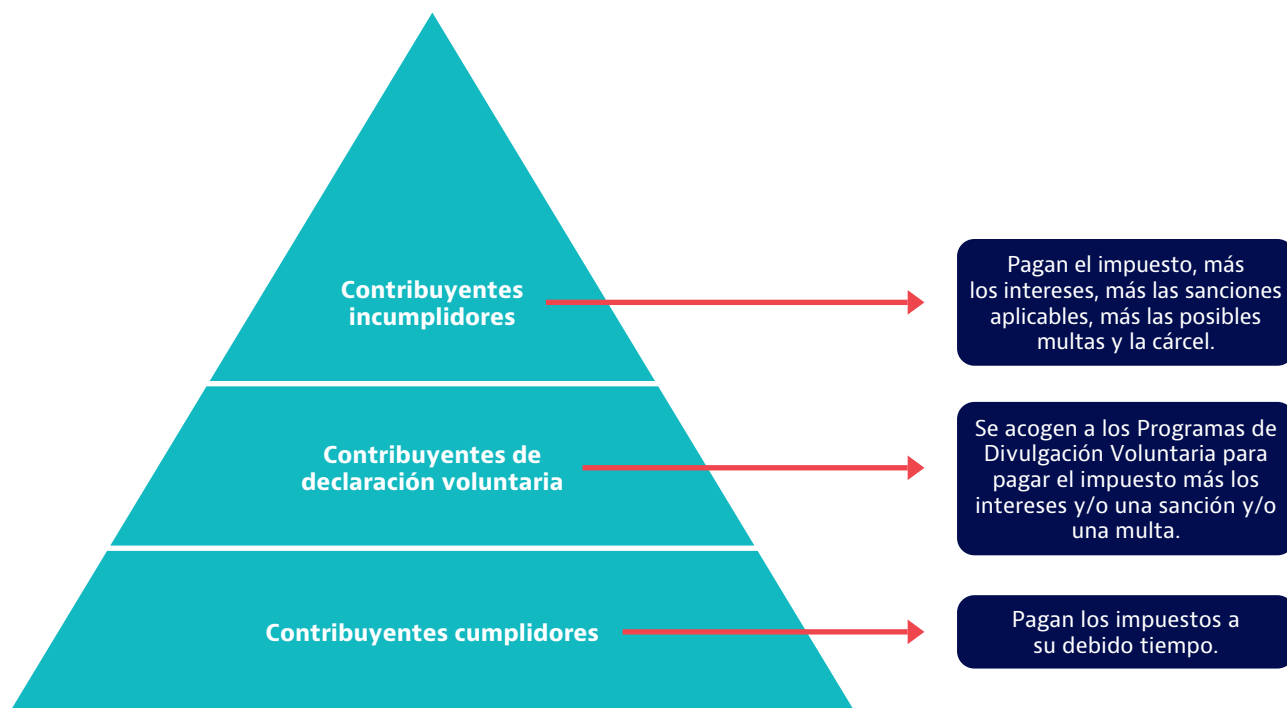 Contribuyentes
incumplidores
Pagan el impuesto, más
los intereses, más las sanciones
aplicables, más las posibles
multas y la cárcel.
Contribuyentes de
declaración voluntaria
Se acogen a los Programas de
Divulgación Voluntaria para
pagar el impuesto más los
intereses y/o una sanción y/o
una multa.
Contribuyentes cumplidores
Pagan los impuestos a
su debido tiempo.